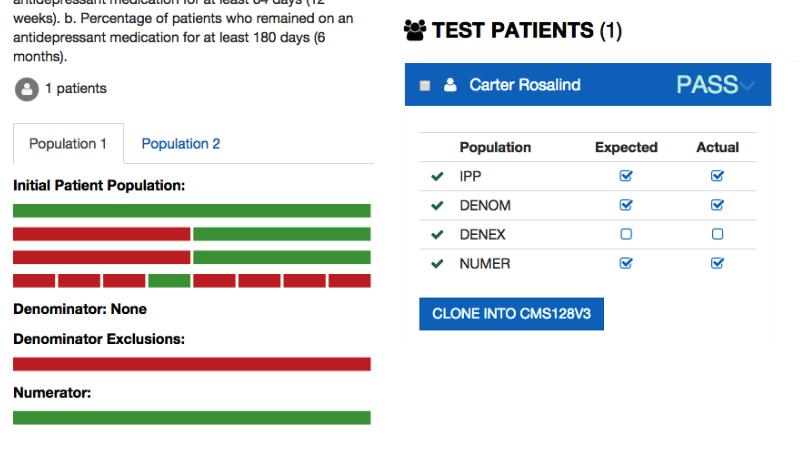 antidepressant medication for at least 84 days (12
weeks). b. Percentage of patients who remained on an
antidepressant medication for at least 180 days (6
months).
1 patients
Population 1 Population 2
Initial Patient Population:
Denominator: None
Denominator Exclusions:
Numerator:
TEST PATIENTS (1)
Carter Rosalind PASS
Population Expected Actual
IPP
DENOM
DENEX
NUMER
CLONE INTO CMS128V3